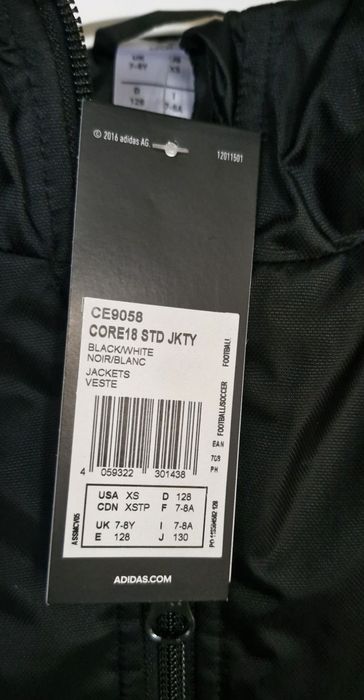 UK
7-8Y
US
XS
D
128
I
7-8A
© 2016 adidas AG.
12011501
CE9058
CORE18 STD JKTY
BLACK/WHITE
NOIR/BLANC
JACKETS
VESTE
4 059322 301438
USA XS D 128
CDN XSTP F 7-8A
UK 7-8Y I 7-8A
E 128 J 130
FOOTBALL
FOOTBALL/SOCCER
EAN
PH
ASSMCV05
ADIDAS.COM